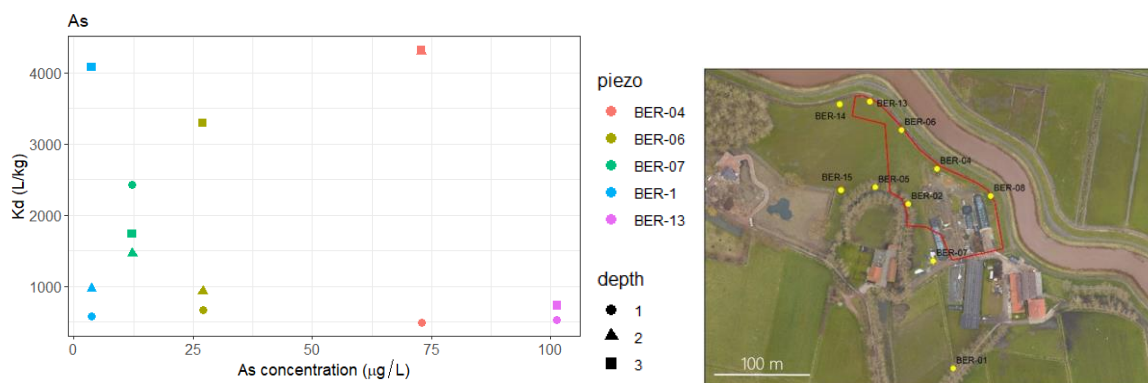 As
Kd (L/kg)
4000
3000
2000
1000
0
25
50
75
100
As concentration (μg/L)
piezo
BER-04
BER-06
BER-07
BER-1
BER-13
depth
1
2
3
BER-13
BER-14
BER-06
BER-04
BER-15
BER-05
BER-02
BER-08
BER-07
100 m
BER-01